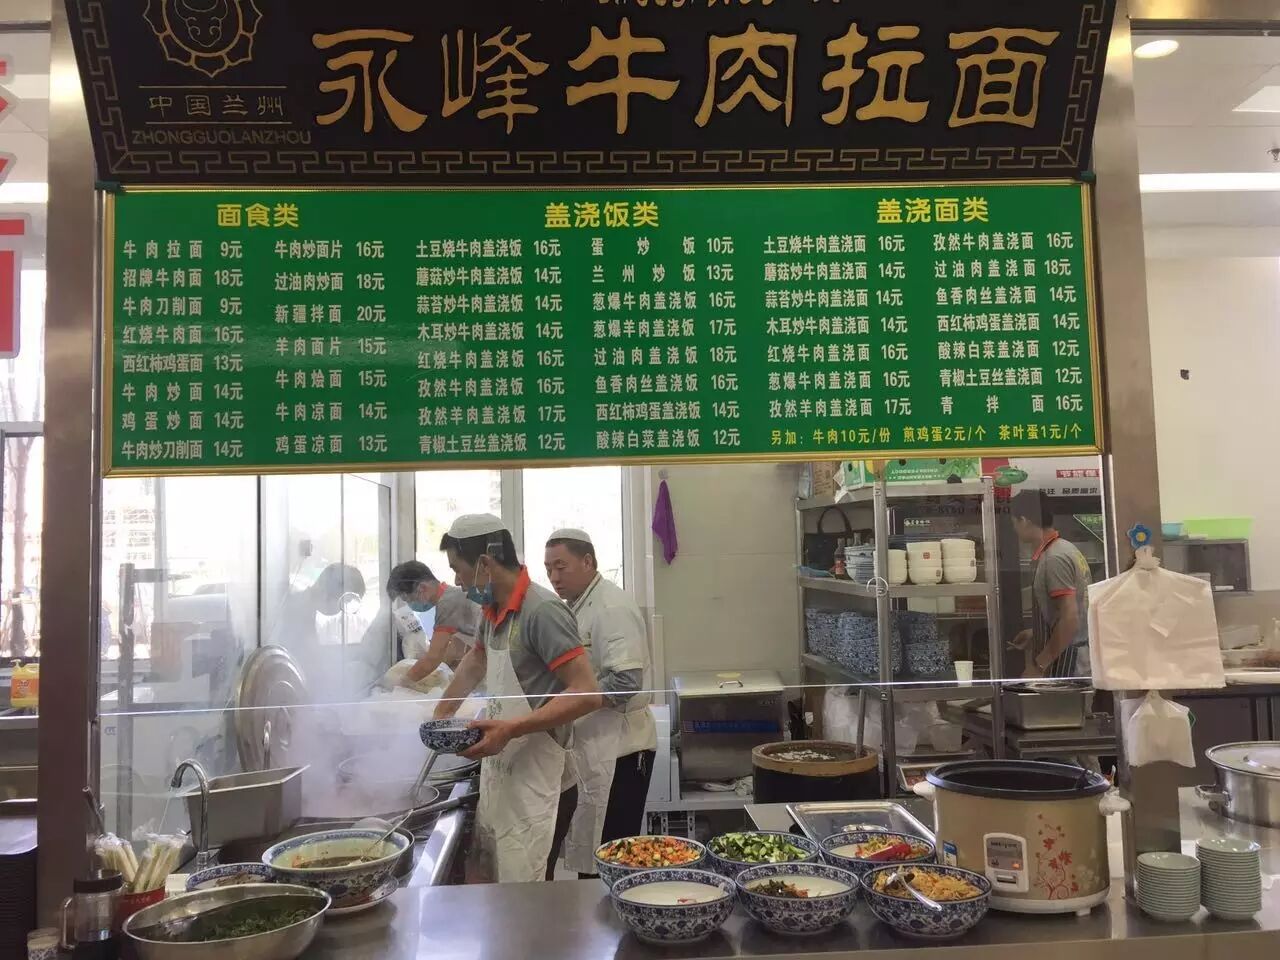 永峰牛肉拉面
中国兰州
ZHONGGUOLANZHOU
面食类
牛肉拉面 9元
招牌牛肉面 18元
牛肉刀削面 9元
红烧牛肉面 16元
西红柿鸡蛋面 13元
牛肉炒面 14元
鸡蛋炒面 14元
牛肉炒刀削面 14元
牛肉炒面片 16元
过油肉炒面 18元
新疆拌面 20元
羊肉面片 15元
牛肉烩面 15元
牛肉凉面 14元
鸡蛋凉面 13元
盖浇饭类
土豆烧牛肉盖浇饭 16元
蘑菇炒牛肉盖浇饭 14元
蒜苔炒牛肉盖浇饭 14元
木耳炒牛肉盖浇饭 14元
红烧牛肉盖浇饭 16元
孜然牛肉盖浇饭 16元
孜然羊肉盖浇饭 17元
青椒土豆丝盖浇饭 12元
蛋炒饭 10元
兰州炒饭 13元
葱爆牛肉盖浇饭 16元
葱爆羊肉盖浇饭 17元
过油肉盖浇饭 18元
鱼香肉丝盖浇饭 16元
西红柿鸡蛋盖浇饭 14元
酸辣白菜盖浇饭 12元
盖浇面类
土豆烧牛肉盖浇面 16元
蘑菇炒牛肉盖浇面 14元
蒜苔炒牛肉盖浇面 14元
木耳炒牛肉盖浇面 14元
红烧牛肉盖浇面 16元
葱爆牛肉盖浇面 16元
孜然羊肉盖浇面 17元
孜然牛肉盖浇面 16元
过油肉盖浇面 18元
鱼香肉丝盖浇面 14元
西红柿鸡蛋盖浇面 14元
酸辣白菜盖浇面 12元
青椒土豆丝盖浇面 12元
青拌面 16元
另加：牛肉10元/份 煎鸡蛋2元/个 茶叶蛋1元/个